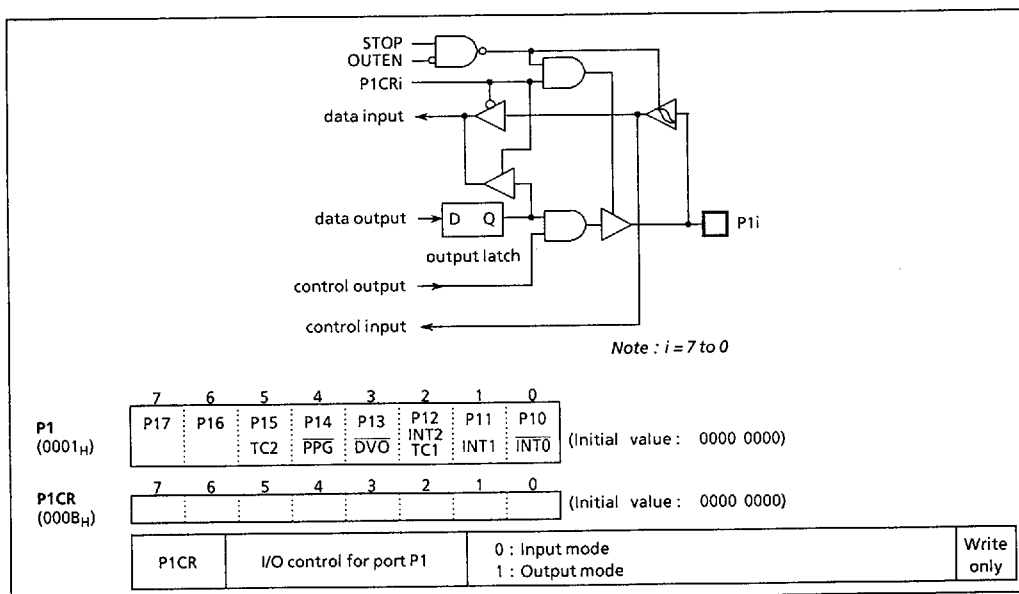 STOP
OUTEN
P1CRi
data input
data output
D Q
P1i
output latch
control output
control input
Note : i = 7 to 0
7 6 5 4 3 2 1 0
P1
(0001H)
P17 P16 P15 P14 P13 P12 P11 P10
TC2 PPG DVO INT2 TC1 INT1 INT0
(Initial value : 0000 0000)
7 6 5 4 3 2 1 0
P1CR
(000BH)
(Initial value : 0000 0000)
P1CR
I/O control for port P1
0 : Input mode
1 : Output mode
Write
only